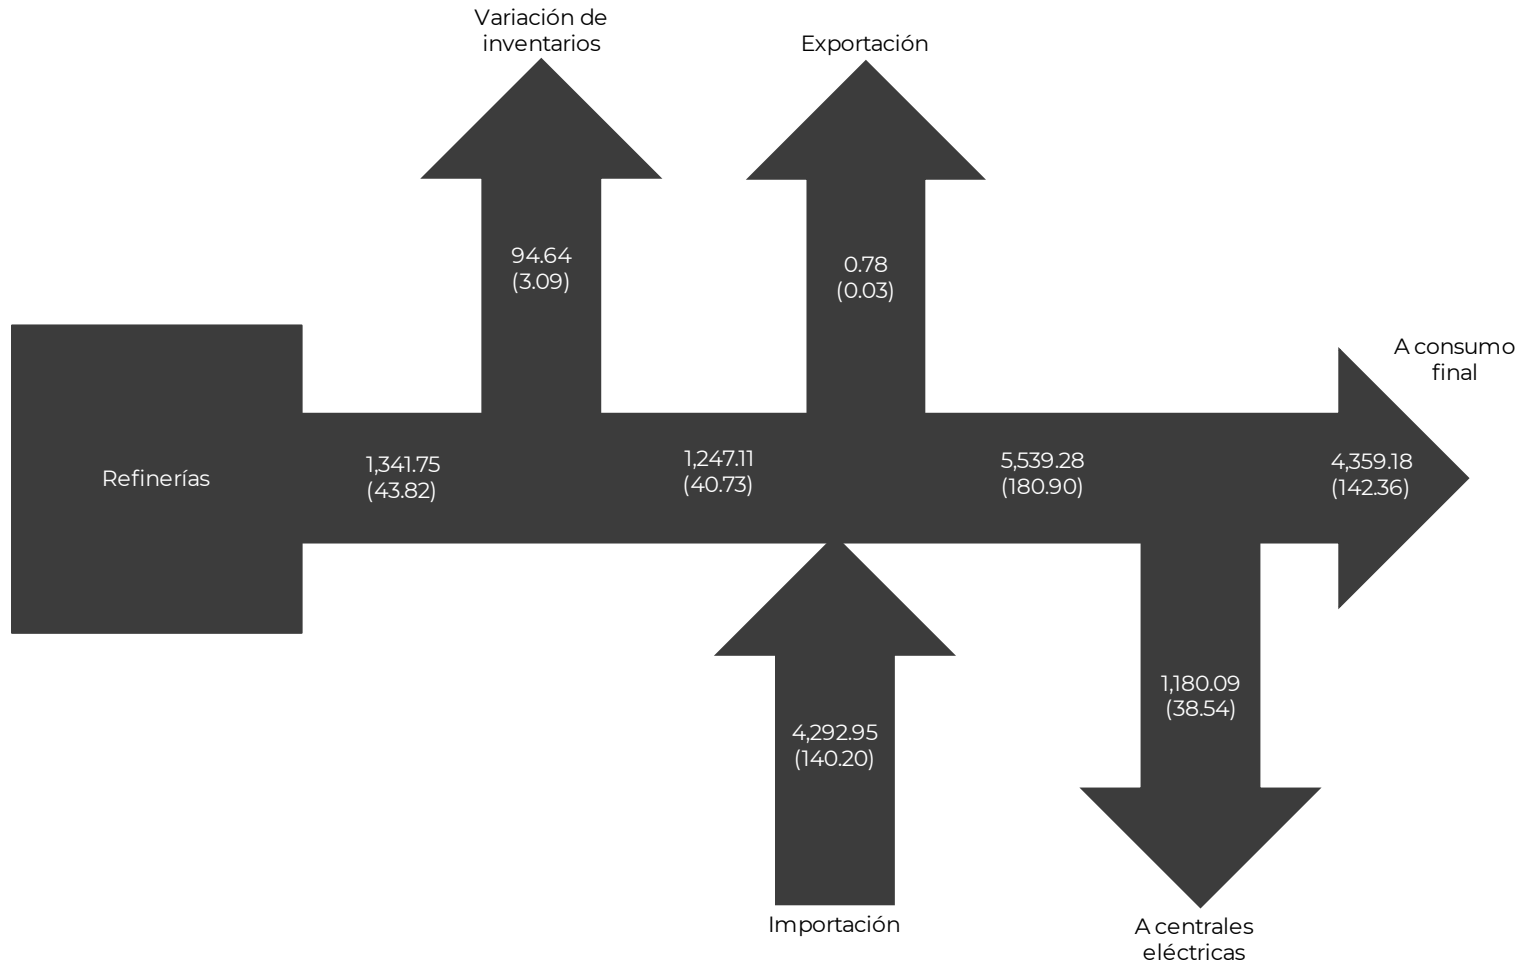 Variación de
inventarios
Exportación
94.64
(3.09)
0.78
(0.03)
A consumo
final
Refinerías
1,341.75
(43.82)
1,247.11
(40.73)
5,539.28
(180.90)
4,359.18
(142.36)
4,292.95
(140.20)
1,180.09
(38.54)
Importación
A centrales
eléctricas